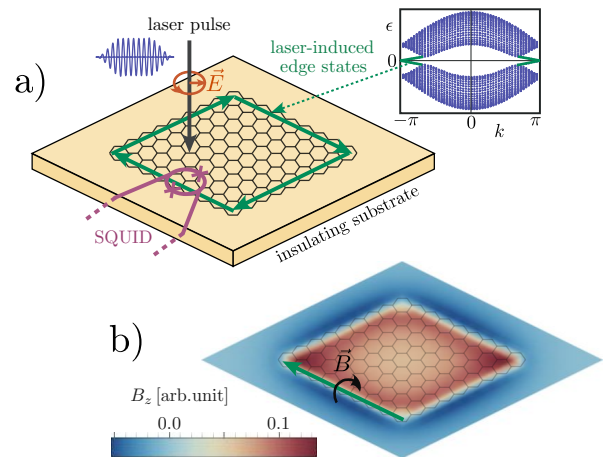 a)
laser pulse
E⃗
laser-induced
edge states
ϵ
0
−π
0
k
π
SQUID
insulating substrate
b)
B⃗
B_z [arb.unit]
0.0
0.1